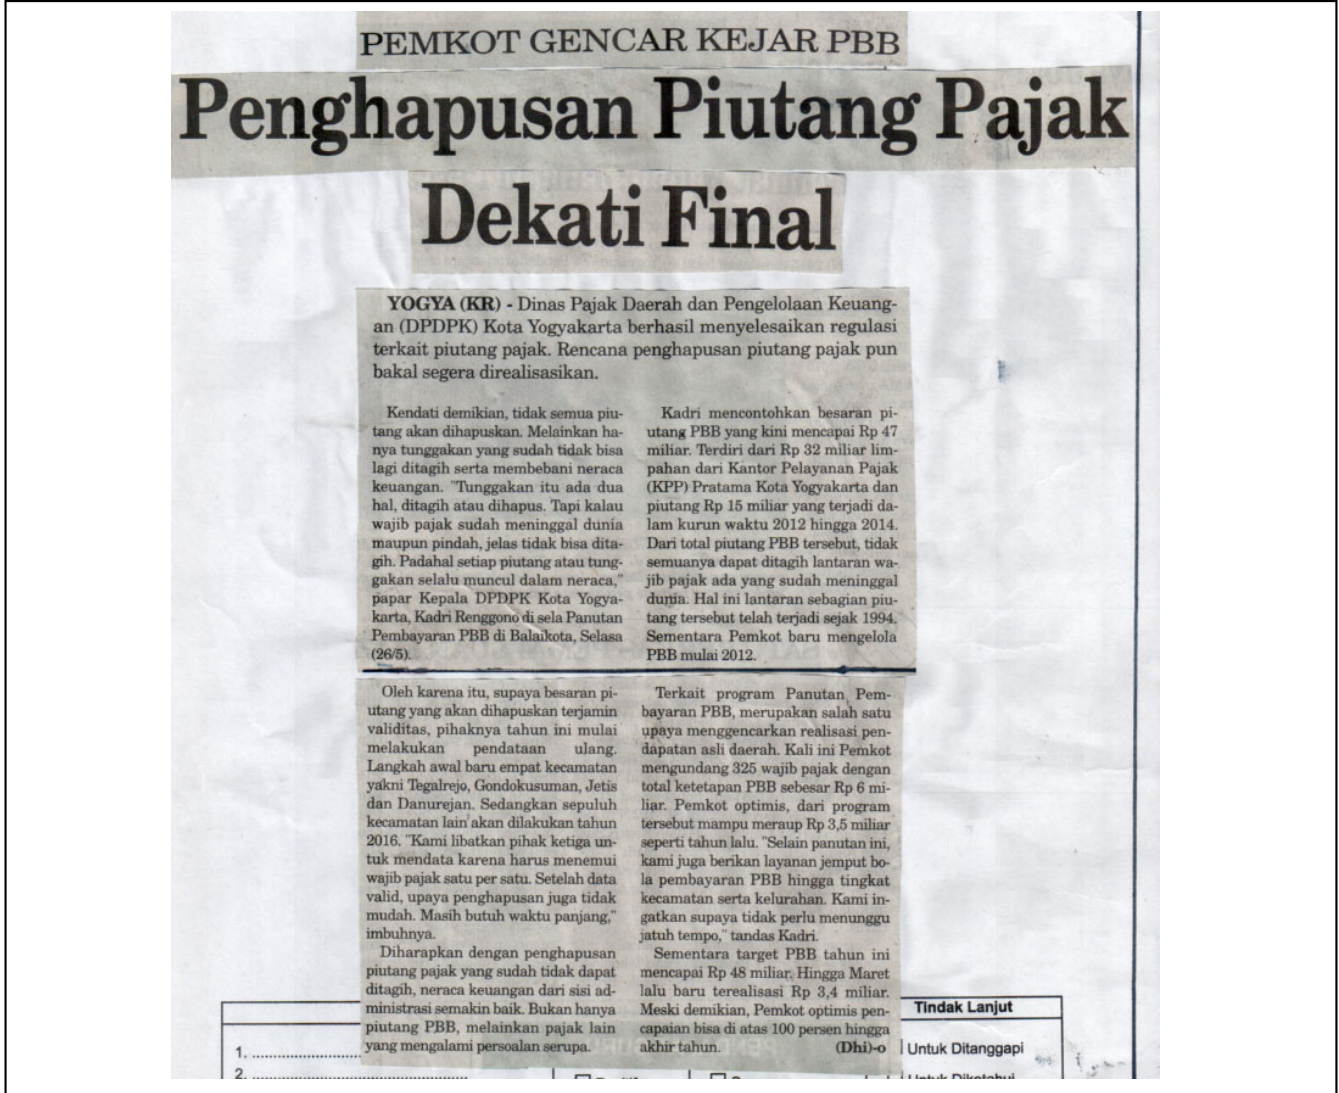 PEMKOT GENCAR KEJAR PBB
Penghapusan Piutang Pajak
Dekati Final
YOGYA (KR) - Dinas Pajak Daerah dan Pengelolaan Keuang-
an (DPDPK) Kota Yogyakarta berhasil menyelesaikan regulasi
terkait piutang pajak. Rencana penghapusan piutang pajak pun
bakal segera direalisasikan.
Kendati demikian, tidak semua piu-
tang akan dihapuskan. Melainkan ha-
nya tunggakan yang sudah tidak bisa
lagi ditagih serta membebani neraca
keuangan. "Tunggakan itu ada dua
hal, ditagih atau dihapus. Tapi kalau
wajib pajak sudah meninggal dunia
maupun pindah, jelas tidak bisa dita-
gih. Padahal setiap piutang atau tung-
gakan selalu muncul dalam neraca,"
papar Kepala DPDPK Kota Yogya-
karta, Kadri Renggono di sela Panutan
Pembayaran PBB di Balaikota, Selasa
(26/5).
Kadri mencontohkan besaran pi-
utang PBB yang kini mencapai Rp 47
miliar. Terdiri dari Rp 32 miliar lim-
pahan dari Kantor Pelayanan Pajak
(KPP) Pratama Kota Yogyakarta dan
piutang Rp 15 miliar yang terjadi da-
lam kurun waktu 2012 hingga 2014.
Dari total piutang PBB tersebut, tidak
semuanya dapat ditagih lantaran wa-
jib pajak ada yang sudah meninggal
dunia. Hal ini lantaran sebagian piu-
tang tersebut telah terjadi sejak 1994.
Sementara Pemkot baru mengelola
PBB mulai 2012.
Oleh karena itu, supaya besaran pi-
utang yang akan dihapuskan terjamin
validitas, pihaknya tahun ini mulai
melakukan pendataan ulang.
Langkah awal baru empat kecamatan
yakni Tegalrejo, Gondokusuman, Jetis
dan Danurejan. Sedangkan sepuluh
kecamatan lain akan dilakukan tahun
2016. "Kami libatkan pihak ketiga un-
tuk mendata karena harus menemui
wajib pajak satu per satu. Setelah data
valid, upaya penghapusan juga tidak
mudah. Masih butuh waktu panjang,"
imbuhnya.
Diharapkan dengan penghapusan
piutang pajak yang sudah tidak dapat
ditagih, neraca keuangan dari sisi ad-
ministrasi semakin baik. Bukan hanya
piutang PBB, melainkan pajak lain
yang mengalami persoalan serupa.
Terkait program Panutan Pem-
bayaran PBB, merupakan salah satu
upaya menggencarkan realisasi pen-
dapatan asli daerah. Kali ini Pemkot
mengundang 325 wajib pajak dengan
total ketetapan PBB sebesar Rp 6 mi-
liar. Pemkot optimis, dari program
tersebut mampu meraup Rp 3,5 miliar
seperti tahun lalu. "Selain panutan ini,
kami juga berikan layanan jemput bo-
la pembayaran PBB hingga tingkat
kecamatan serta kelurahan. Kami in-
gatkan supaya tidak perlu menunggu
jatuh tempo," tandas Kadri.
Sementara target PBB tahun ini
mencapai Rp 48 miliar. Hingga Maret
lalu baru terealisasi Rp 3,4 miliar.
Meski demikian, Pemkot optimis pen-
capaian bisa di atas 100 persen hingga
akhir tahun. (Dhi)-o
Tindak Lanjut
1. Untuk Ditanggapi
2. Untuk Diketahui